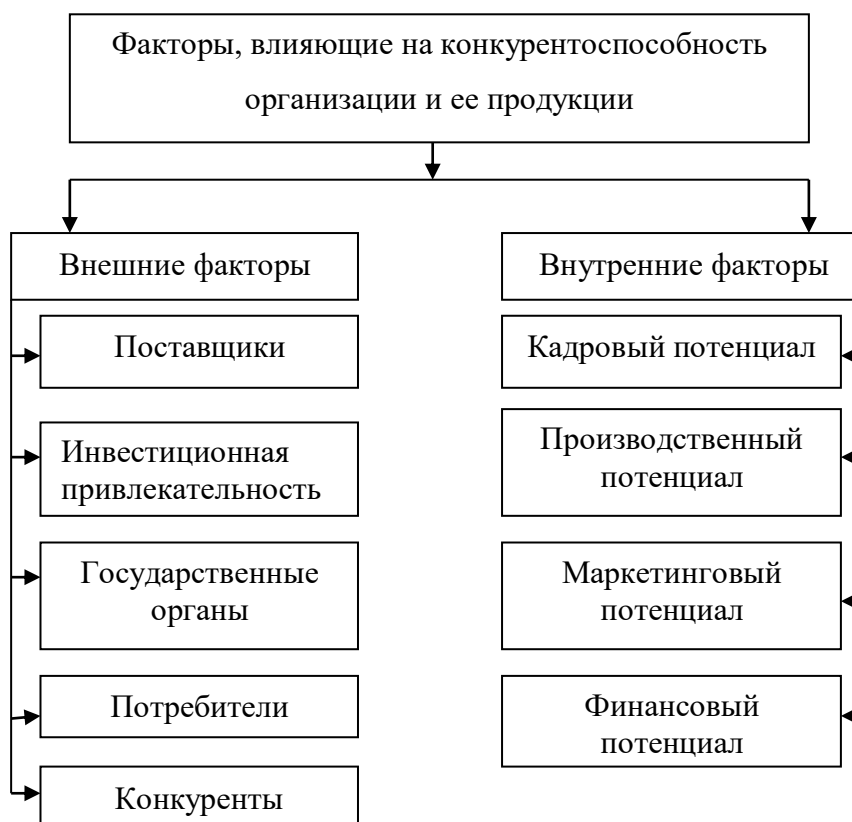 Факторы, влияющие на конкурентоспособность
организации и ее продукции
Внешние факторы
Поставщики
Инвестиционная
привлекательность
Государственные
органы
Потребители
Конкуренты
Внутренние факторы
Кадровый потенциал
Производственный
потенциал
Маркетинговый
потенциал
Финансовый
потенциал